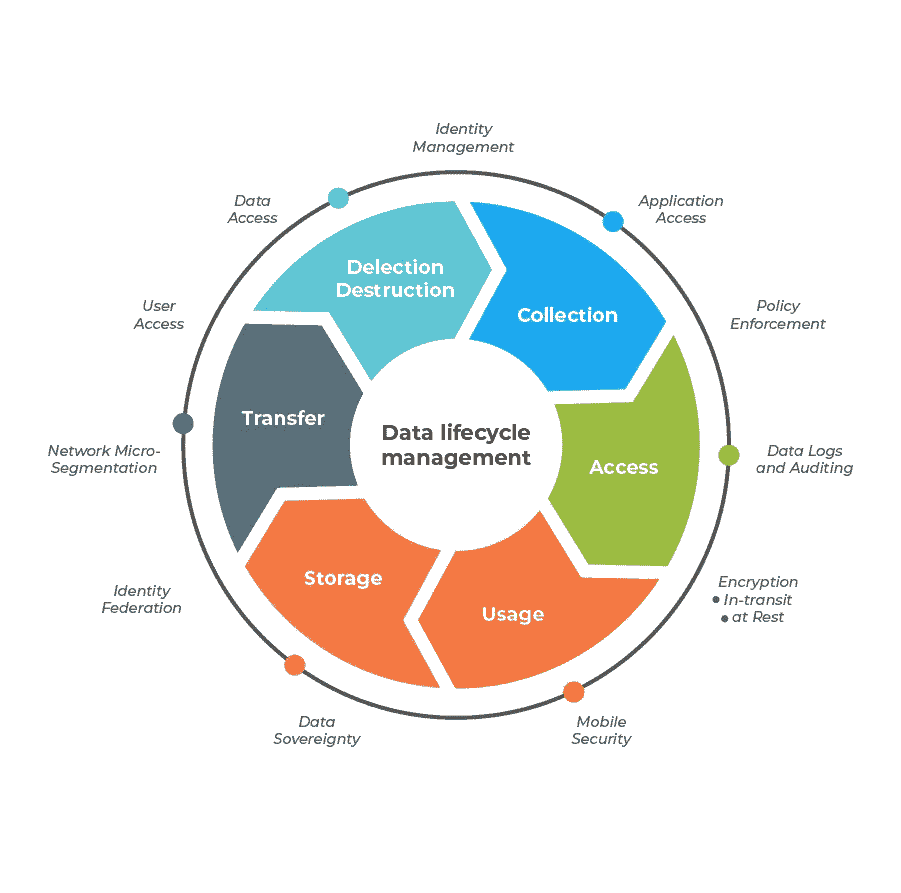 Identity
Management
Application
Access
Policy
Enforcement
Data Logs
and Auditing
Encryption
• In-transit
• at Rest
Mobile
Security
Data
Sovereignty
Identity
Federation
Network Micro-
Segmentation
User
Access
Data
Access
Delection
Destruction
Collection
Access
Usage
Storage
Transfer
Data lifecycle
management